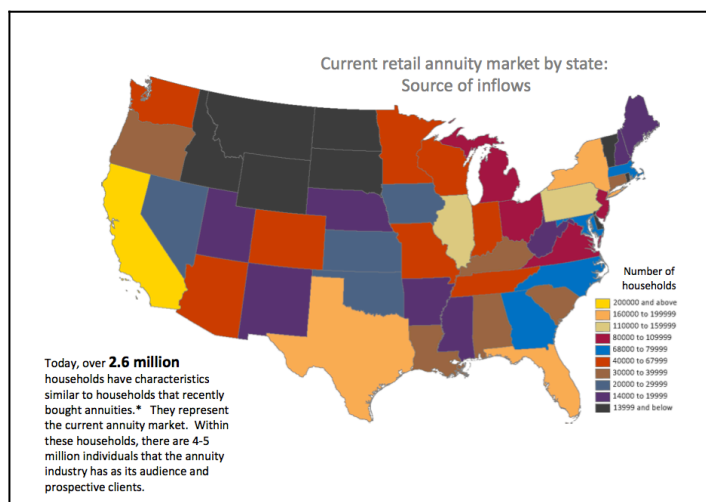 Current retail annuity market by state:
Source of inflows
Number of
households
200000 and above
160000 to 199999
110000 to 159999
80000 to 109999
68000 to 79999
40000 to 67999
30000 to 39999
20000 to 29999
14000 to 19999
13999 and below
Today, over 2.6 million
households have characteristics
similar to households that recently
bought annuities.* They represent
the current annuity market. Within
these households, there are 4-5
million individuals that the annuity
industry has as its audience and
prospective clients.